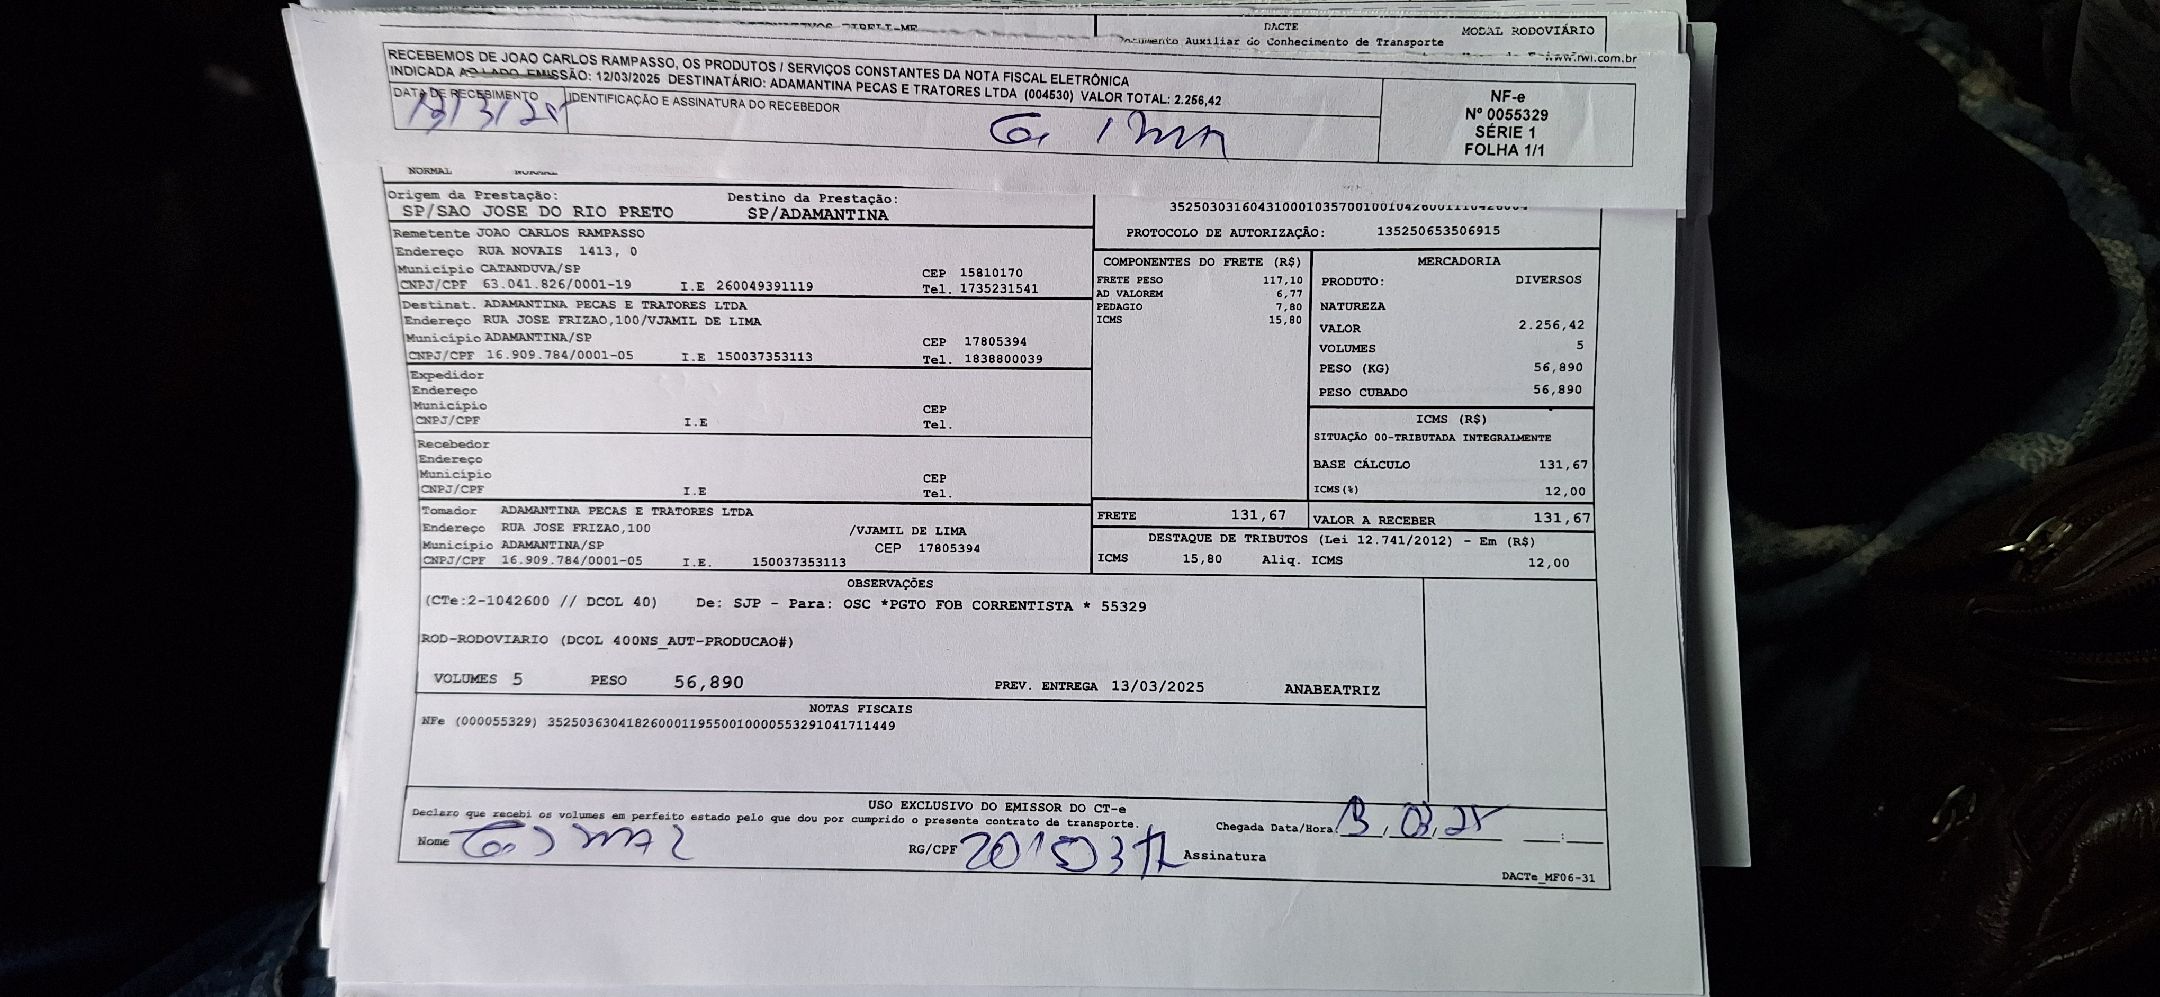 DACTE
Documento Auxiliar do Conhecimento de Transporte
MODAL RODOVIÁRIO
www.rwi.com.br
RECEBEMOS DE JOAO CARLOS RAMPASSO, OS PRODUTOS / SERVIÇOS CONSTANTES DA NOTA FISCAL ELETRÔNICA
INDICADA AO LADO. EMISSÃO: 12/03/2025 DESTINATÁRIO: ADAMANTINA PECAS E TRATORES LTDA (004530) VALOR TOTAL: 2.256,42
DATA DE RECEBIMENTO
IDENTIFICAÇÃO E ASSINATURA DO RECEBEDOR
NF-e
Nº 0055329
SÉRIE 1
FOLHA 1/1
13/3/25
NORMAL NORMAL
Origem da Prestação: Destino da Prestação:
SP/SAO JOSE DO RIO PRETO SP/ADAMANTINA
Remetente JOAO CARLOS RAMPASSO
Endereço RUA NOVAIS 1413, 0
Município CATANDUVA/SP CEP 15810170
CNPJ/CPF 63.041.826/0001-19 I.E 260049391119 Tel. 1735231541
Destinat. ADAMANTINA PECAS E TRATORES LTDA
Endereço RUA JOSE FRIZAO,100/VJAMIL DE LIMA
Município ADAMANTINA/SP CEP 17805394
CNPJ/CPF 16.909.784/0001-05 I.E 150037353113 Tel. 1838800039
Expedidor
Endereço
Município CEP
CNPJ/CPF I.E Tel.
Recebedor
Endereço
Município CEP
CNPJ/CPF I.E Tel.
Tomador ADAMANTINA PECAS E TRATORES LTDA
Endereço RUA JOSE FRIZAO,100 /VJAMIL DE LIMA
Município ADAMANTINA/SP CEP 17805394
CNPJ/CPF 16.909.784/0001-05 I.E. 150037353113
PROTOCOLO DE AUTORIZAÇÃO: 135250653506915
COMPONENTES DO FRETE (R$)
FRETE PESO 117,10
AD VALOREM 6,77
PEDAGIO 7,80
ICMS 15,80
MERCADORIA
PRODUTO: DIVERSOS
NATUREZA
VALOR 2.256,42
VOLUMES 5
PESO (KG) 56,890
PESO CUBADO 56,890
ICMS (R$)
SITUAÇÃO 00-TRIBUTADA INTEGRALMENTE
BASE CÁLCULO 131,67
ICMS(%) 12,00
FRETE 131,67
VALOR A RECEBER 131,67
DESTAQUE DE TRIBUTOS (Lei 12.741/2012) - Em (R$)
ICMS 15,80 Aliq. ICMS 12,00
OBSERVAÇÕES
(CTe:2-1042600 // DCOL 40) De: SJP - Para: OSC *PGTO FOB CORRENTISTA * 55329
ROD-RODOVIARIO (DCOL 400NS_AUT-PRODUCAO#)
VOLUMES 5 PESO 56,890 PREV. ENTREGA 13/03/2025 ANABEATRIZ
NOTAS FISCAIS
NFe (000055329) 35250363041826000119550010000553291041711449
USO EXCLUSIVO DO EMISSOR DO CT-e
Declaro que recebi os volumes em perfeito estado pelo que dou por cumprido o presente contrato de transporte.
Chegada Data/Hora: 13, 03, 25 :
Nome RG/CPF Assinatura
DACTe_MF06-31